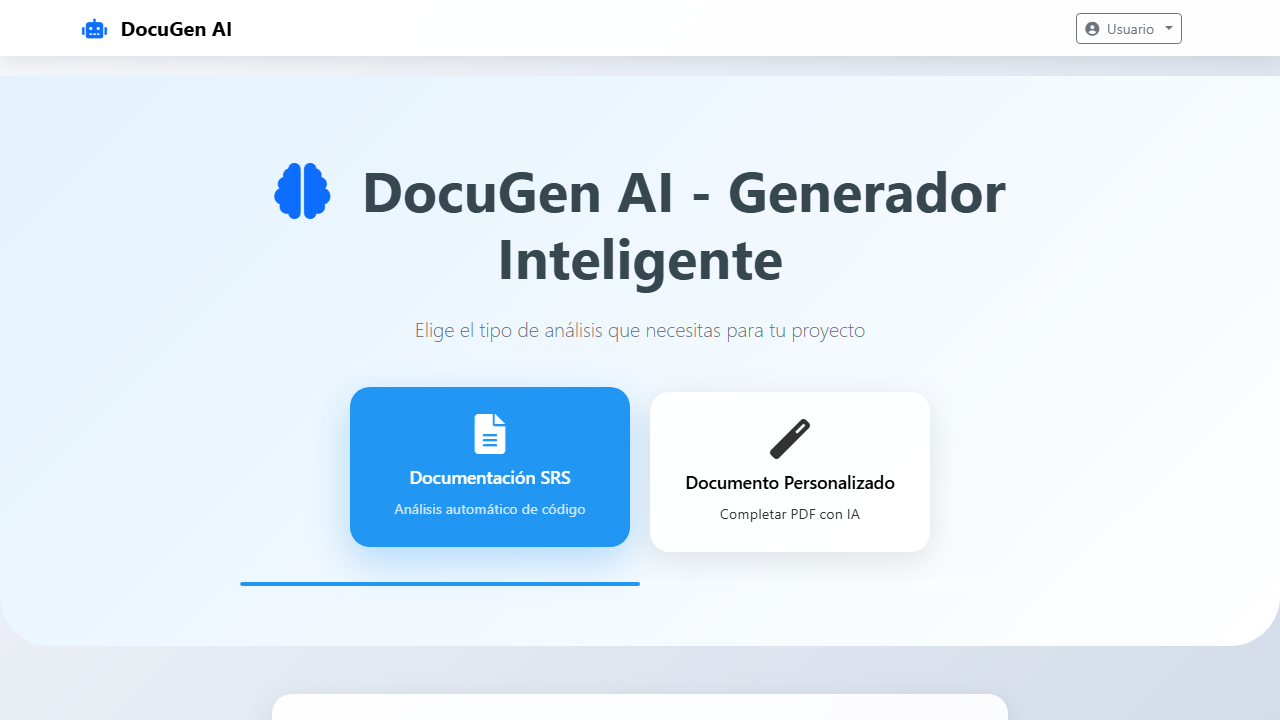 DocuGen AI
Usuario
DocuGen AI - Generador
Inteligente
Elige el tipo de análisis que necesitas para tu proyecto
Documentación SRS
Análisis automático de código
Documento Personalizado
Completar PDF con IA